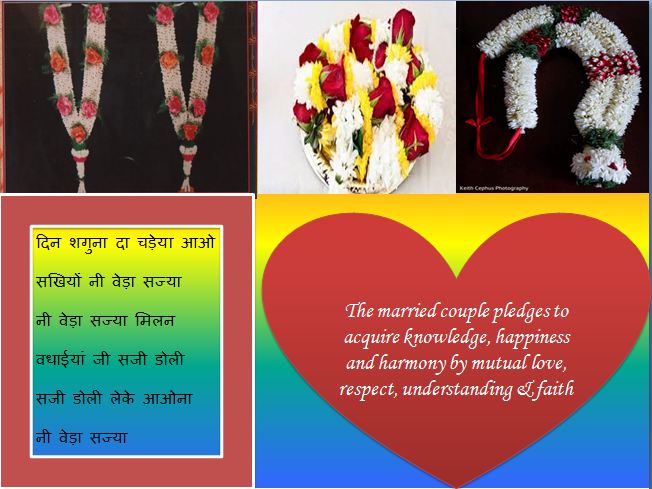 Keith Cephus Photography
दिन शगुना दा चड़ेया आओ
सखियों नी वेड़ा सज्या
नी वेड़ा सज्या मिलन
वधाईयां जी सजी डोली
सजी डोली लेके आओना
नी वेड़ा सज्या
The married couple pledges to
acquire knowledge, happiness
and harmony by mutual love,
respect, understanding & faith